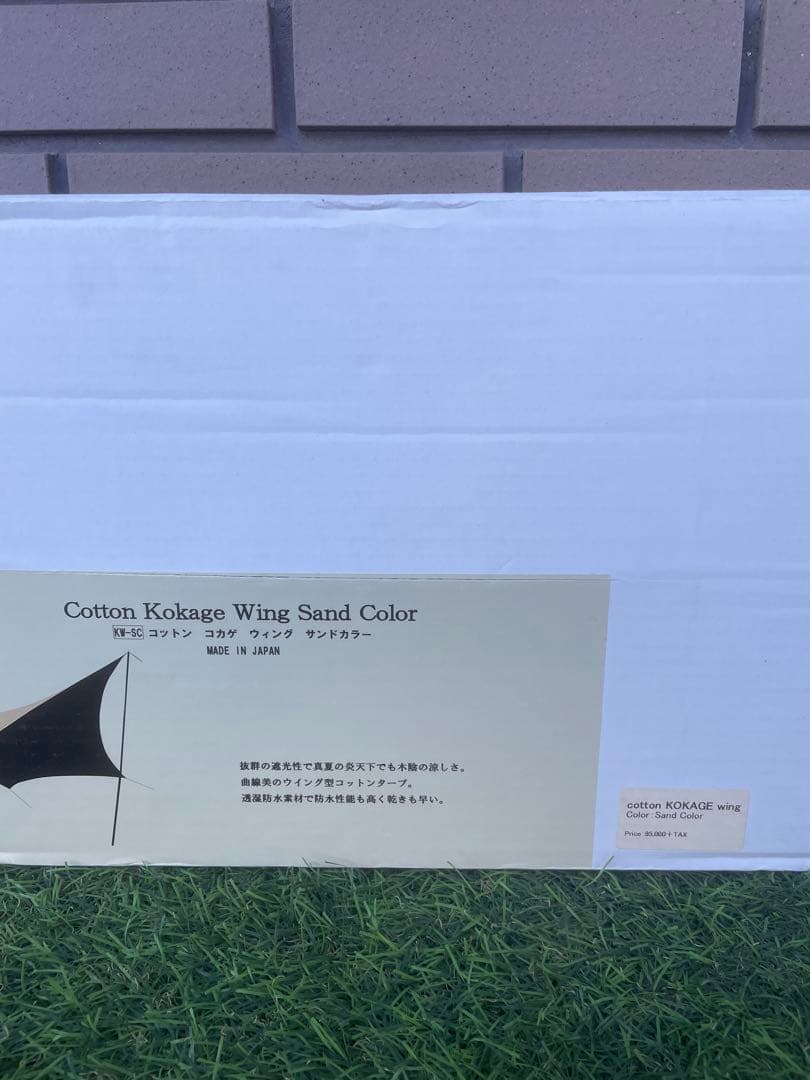 Cotton Kokage Wing Sand Color
KW-SC コットン コカゲ ウィング サンドカラー
MADE IN JAPAN
抜群の遮光性で真夏の炎天下でも木陰の涼しさ。
曲線美のウイング型コットンタープ。
透湿防水素材で防水性能も高く乾きも早い。
cotton KOKAGE wing
Color:Sand Color
Price 93,000+TAX